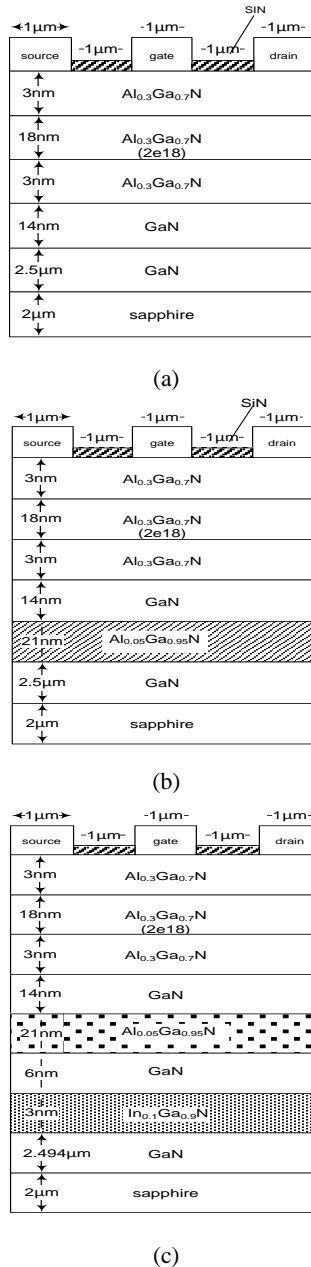 SIN
1µm -1µm- -1µm-
source -1µm- gate -1µm- drain
3nm Al0.3Ga0.7N
18nm Al0.3Ga0.7N
(2e18)
3nm Al0.3Ga0.7N
14nm GaN
2.5µm GaN
2µm sapphire
(a)
SiN
1µm -1µm- -1µm-
source -1µm- gate -1µm- drain
3nm Al0.3Ga0.7N
18nm Al0.3Ga0.7N
(2e18)
3nm Al0.3Ga0.7N
14nm GaN
21nm Al0.05Ga0.95N
2.5µm GaN
2µm sapphire
(b)
1µm -1µm- -1µm-
source -1µm- gate -1µm- drain
3nm Al0.3Ga0.7N
18nm Al0.3Ga0.7N
(2e18)
3nm Al0.3Ga0.7N
14nm GaN
21nm Al0.05Ga0.95N
6nm GaN
3nm In0.1Ga0.9N
2.494µm GaN
2µm sapphire
(c)